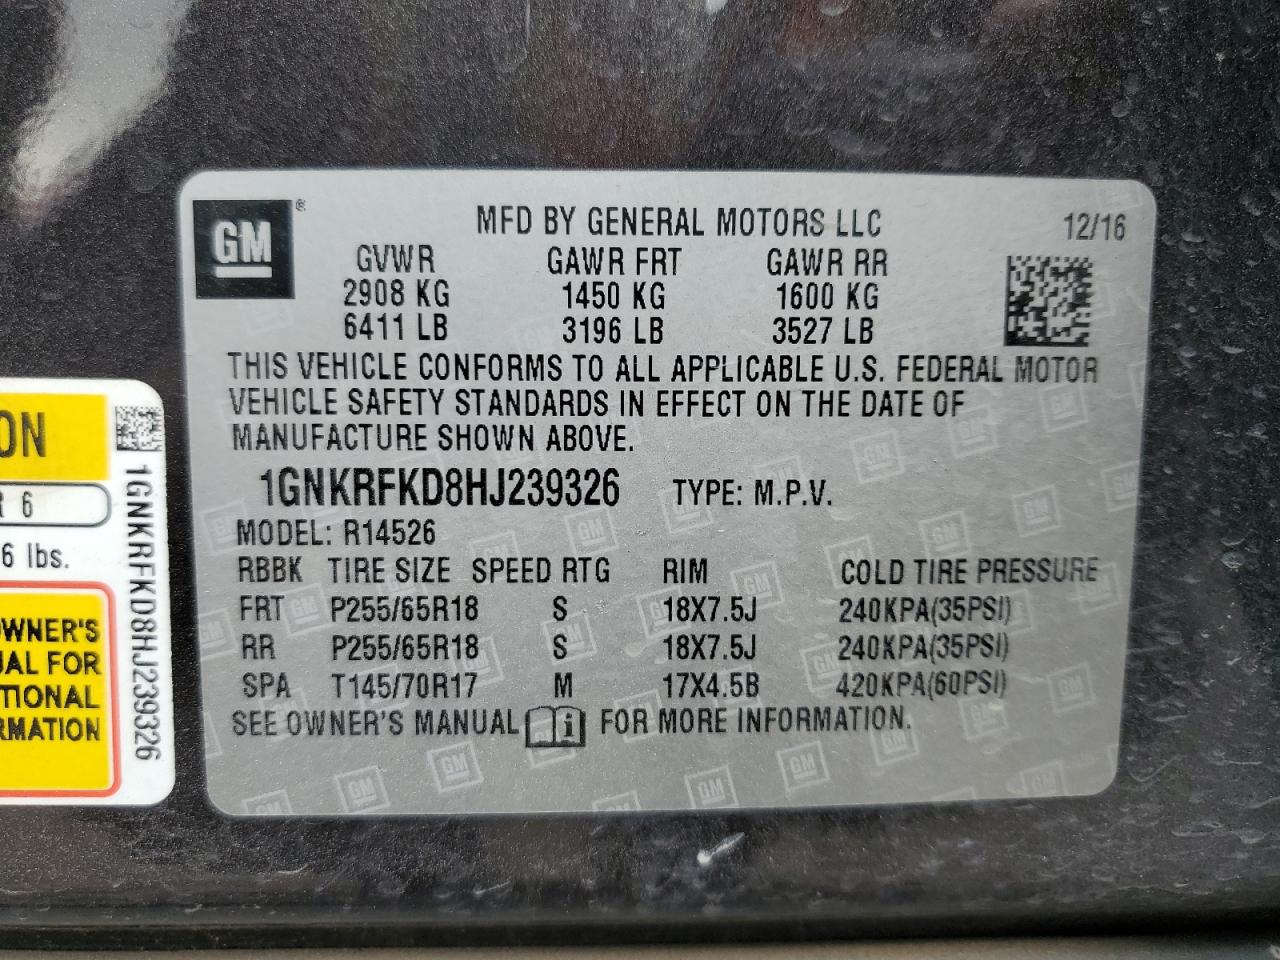 GM ®
MFD BY GENERAL MOTORS LLC 12/16
GVWR GAWR FRT GAWR RR
2908 KG 1450 KG 1600 KG
6411 LB 3196 LB 3527 LB
THIS VEHICLE CONFORMS TO ALL APPLICABLE U.S. FEDERAL MOTOR
VEHICLE SAFETY STANDARDS IN EFFECT ON THE DATE OF
MANUFACTURE SHOWN ABOVE.
1GNKRFKD8HJ239326 TYPE: M.P.V.
MODEL: R14526
RBBK TIRE SIZE SPEED RTG RIM COLD TIRE PRESSURE
FRT P255/65R18 S 18X7.5J 240KPA(35PSI)
RR P255/65R18 S 18X7.5J 240KPA(35PSI)
SPA T145/70R17 M 17X4.5B 420KPA(60PSI)
SEE OWNER'S MANUAL i FOR MORE INFORMATION.
ON
R 6
6 lbs.
OWNER'S
UAL FOR
TIONAL
RMATION
1GNKRFKD8HJ239326